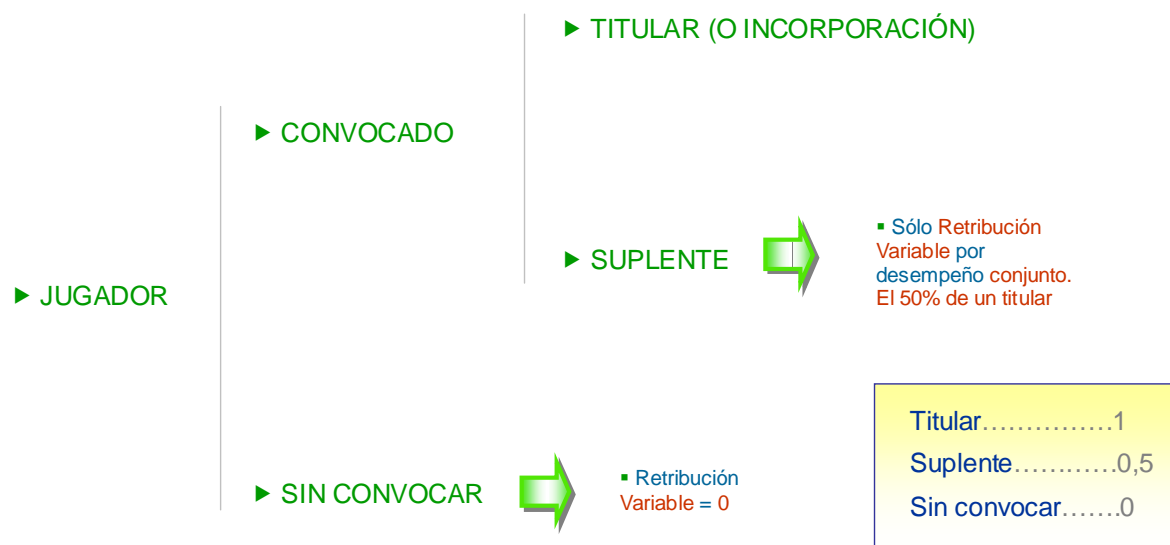 TITULAR (O INCORPORACIÓN)
CONVOCADO
SUPLENTE
Sólo Retribución
Variable por
desempeño conjunto.
El 50% de un titular
JUGADOR
SIN CONVOCAR
Retribución
Variable = 0
Titular……………1
Suplente…………0,5
Sin convocar…….0